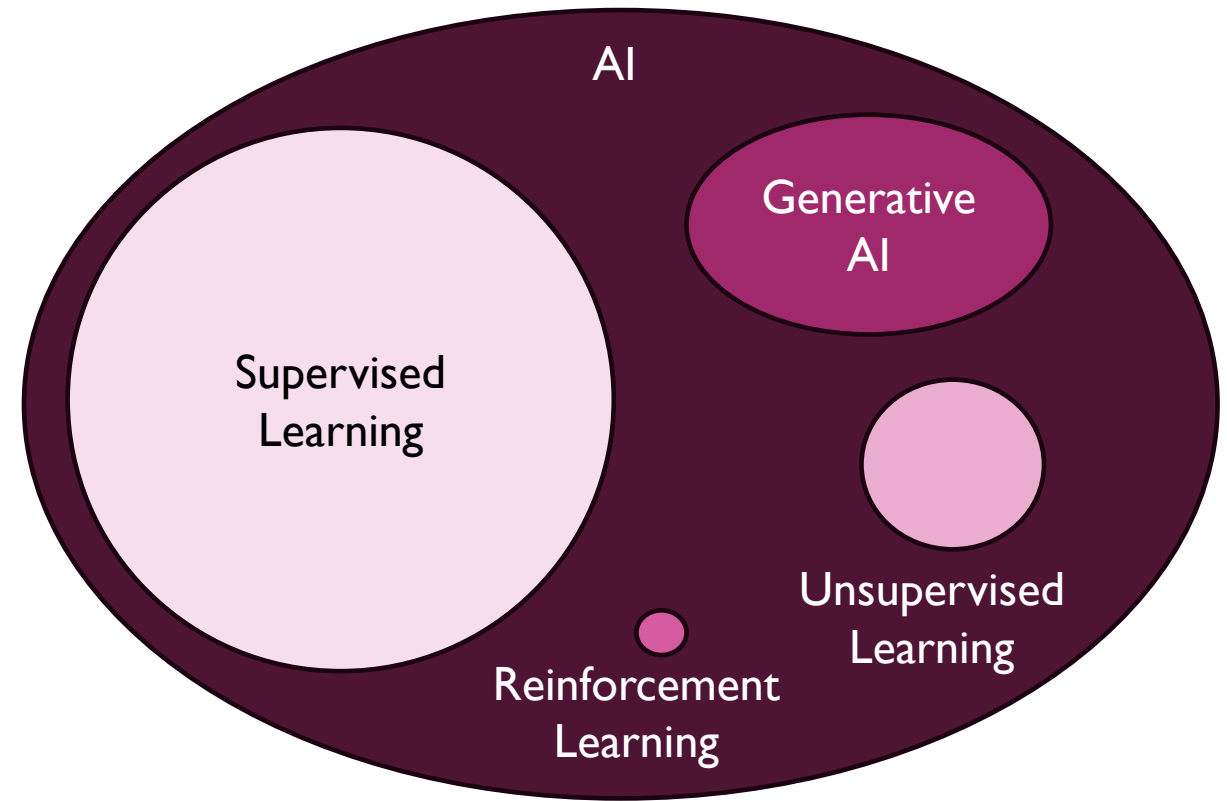 AI
Generative
AI
Supervised
Learning
Unsupervised
Learning
Reinforcement
Learning